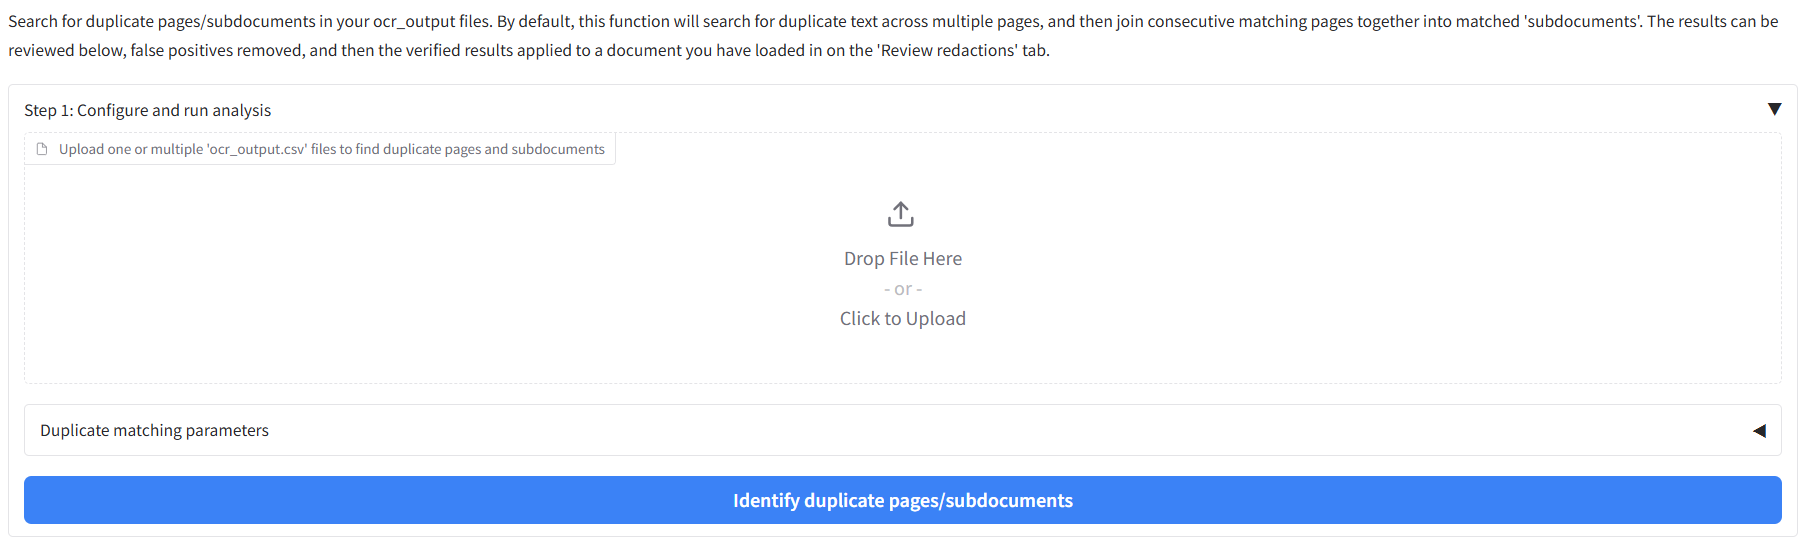 Search for duplicate pages/subdocuments in your ocr_output files. By default, this function will search for duplicate text across multiple pages, and then join consecutive matching pages together into matched 'subdocuments'. The results can be
reviewed below, false positives removed, and then the verified results applied to a document you have loaded in on the 'Review redactions' tab.
Step 1: Configure and run analysis
Upload one or multiple 'ocr_output.csv' files to find duplicate pages and subdocuments
Drop File Here
- or -
Click to Upload
Duplicate matching parameters
Identify duplicate pages/subdocuments